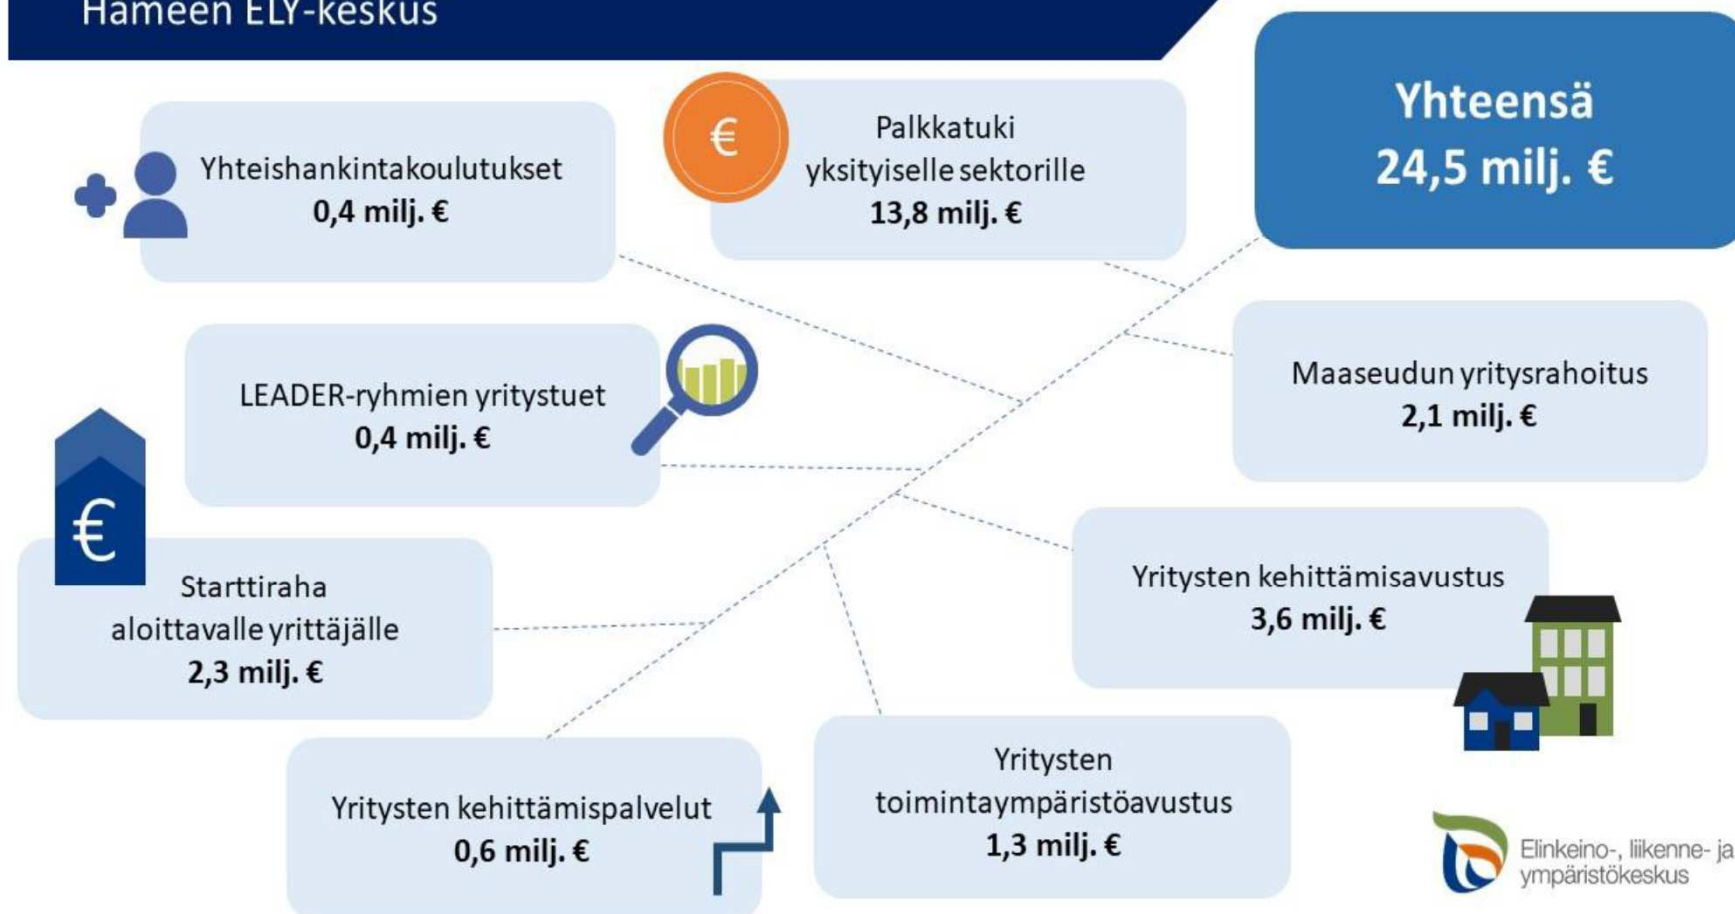 Hämeen ELY-keskus
Yhteensä
24,5 milj. €
Yhteishankintakoulutukset
0,4 milj. €
€
Palkkatuki
yksityiselle sektorille
13,8 milj. €
LEADER-ryhmien yritystuet
0,4 milj. €
Maaseudun yritysrahoitus
2,1 milj. €
€
Starttiraha
aloittavalle yrittäjälle
2,3 milj. €
Yritysten kehittämisavustus
3,6 milj. €
Yritysten kehittämispalvelut
0,6 milj. €
Yritysten
toimintaympäristöavustus
1,3 milj. €
Elinkeino-, liikenne- ja
ympäristökeskus